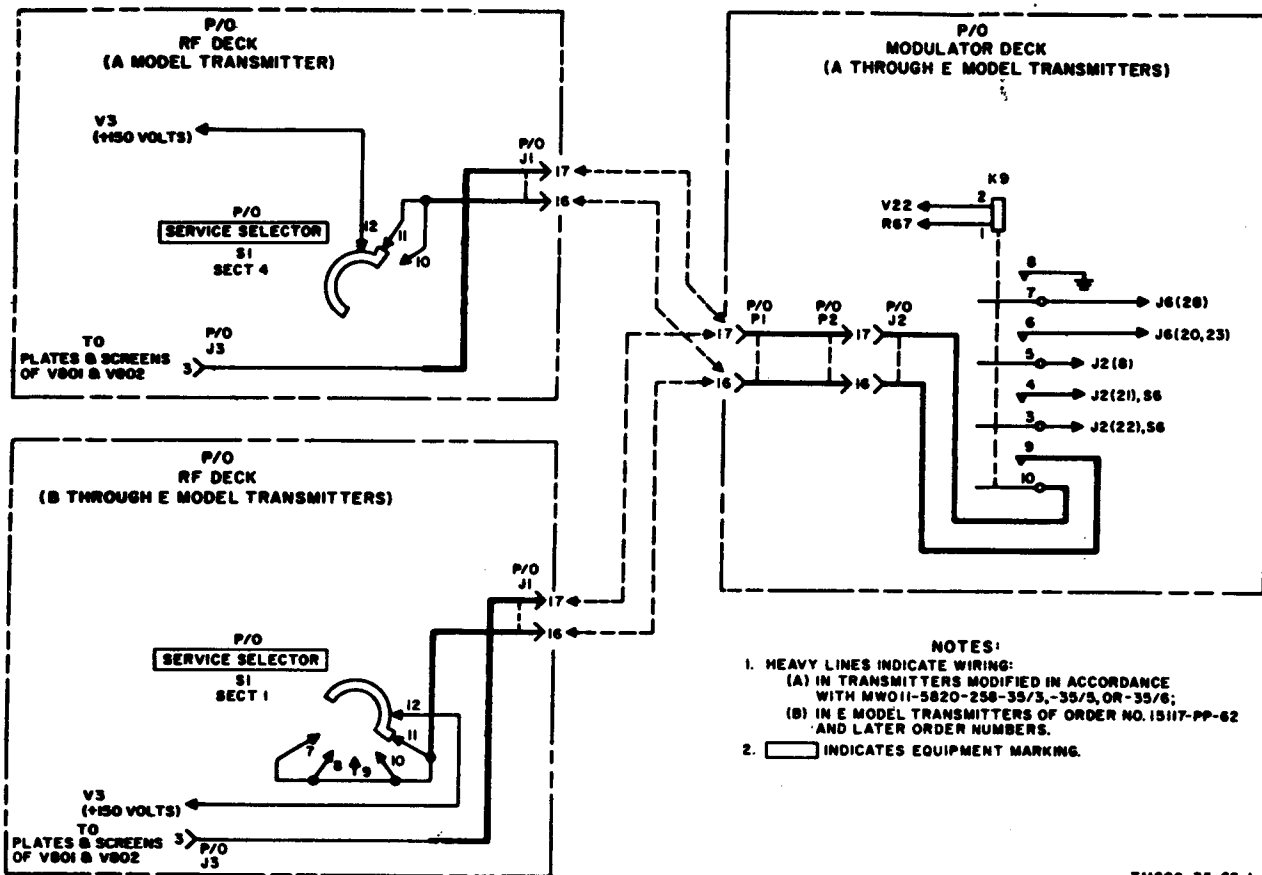 P/O
RF DECK
(A MODEL TRANSMITTER)
V3
(+150 VOLTS)
P/O
SERVICE SELECTOR
S1
SECT 4
12
11
10
P/O
J1
17
16
TO
PLATES & SCREENS
OF V801 & V802
3
P/O
J3
P/O
RF DECK
(B THROUGH E MODEL TRANSMITTERS)
P/O
J1
17
16
P/O
SERVICE SELECTOR
S1
SECT 1
12
11
7
8
9
10
V3
(+150 VOLTS)
TO
PLATES & SCREENS
OF V801 & V802
3
P/O
J3
P/O
MODULATOR DECK
(A THROUGH E MODEL TRANSMITTERS)
K9
2
V22
R67
1
8
7
J6(28)
6
J6(20,23)
5
J2(8)
4
J2(21),S6
3
J2(22),S6
9
10
P/O
P1
P/O
P2
P/O
J2
17
17
16
16
NOTES:
1. HEAVY LINES INDICATE WIRING:
(A) IN TRANSMITTERS MODIFIED IN ACCORDANCE
WITH MWO11-5820-258-35/3,-35/5, OR -35/6;
(B) IN E MODEL TRANSMITTERS OF ORDER NO. 15117-PP-62
AND LATER ORDER NUMBERS.
2. INDICATES EQUIPMENT MARKING.